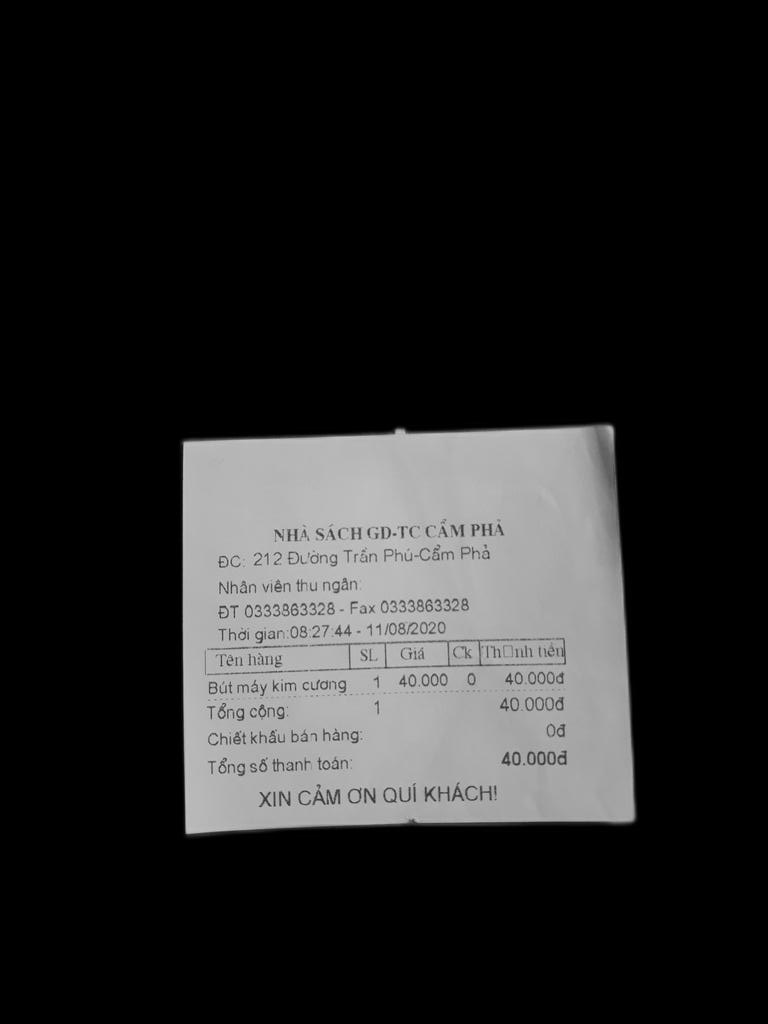 NHÀ SÁCH GD-TC CẨM PHẢ
ĐC: 212 Đường Trần Phú-Cẩm Phả
Nhân viên thu ngân:
ĐT 0333863328 - Fax 0333863328
Thời gian:08:27:44 - 11/08/2020
Tên hàng SL Giá Ck Th□nh tiền
Bút máy kim cương 1 40.000 0 40.000đ
Tổng cộng: 1 40.000đ
Chiết khấu bán hàng: 0đ
Tổng số thanh toán: 40.000đ
XIN CẢM ƠN QUÍ KHÁCH!